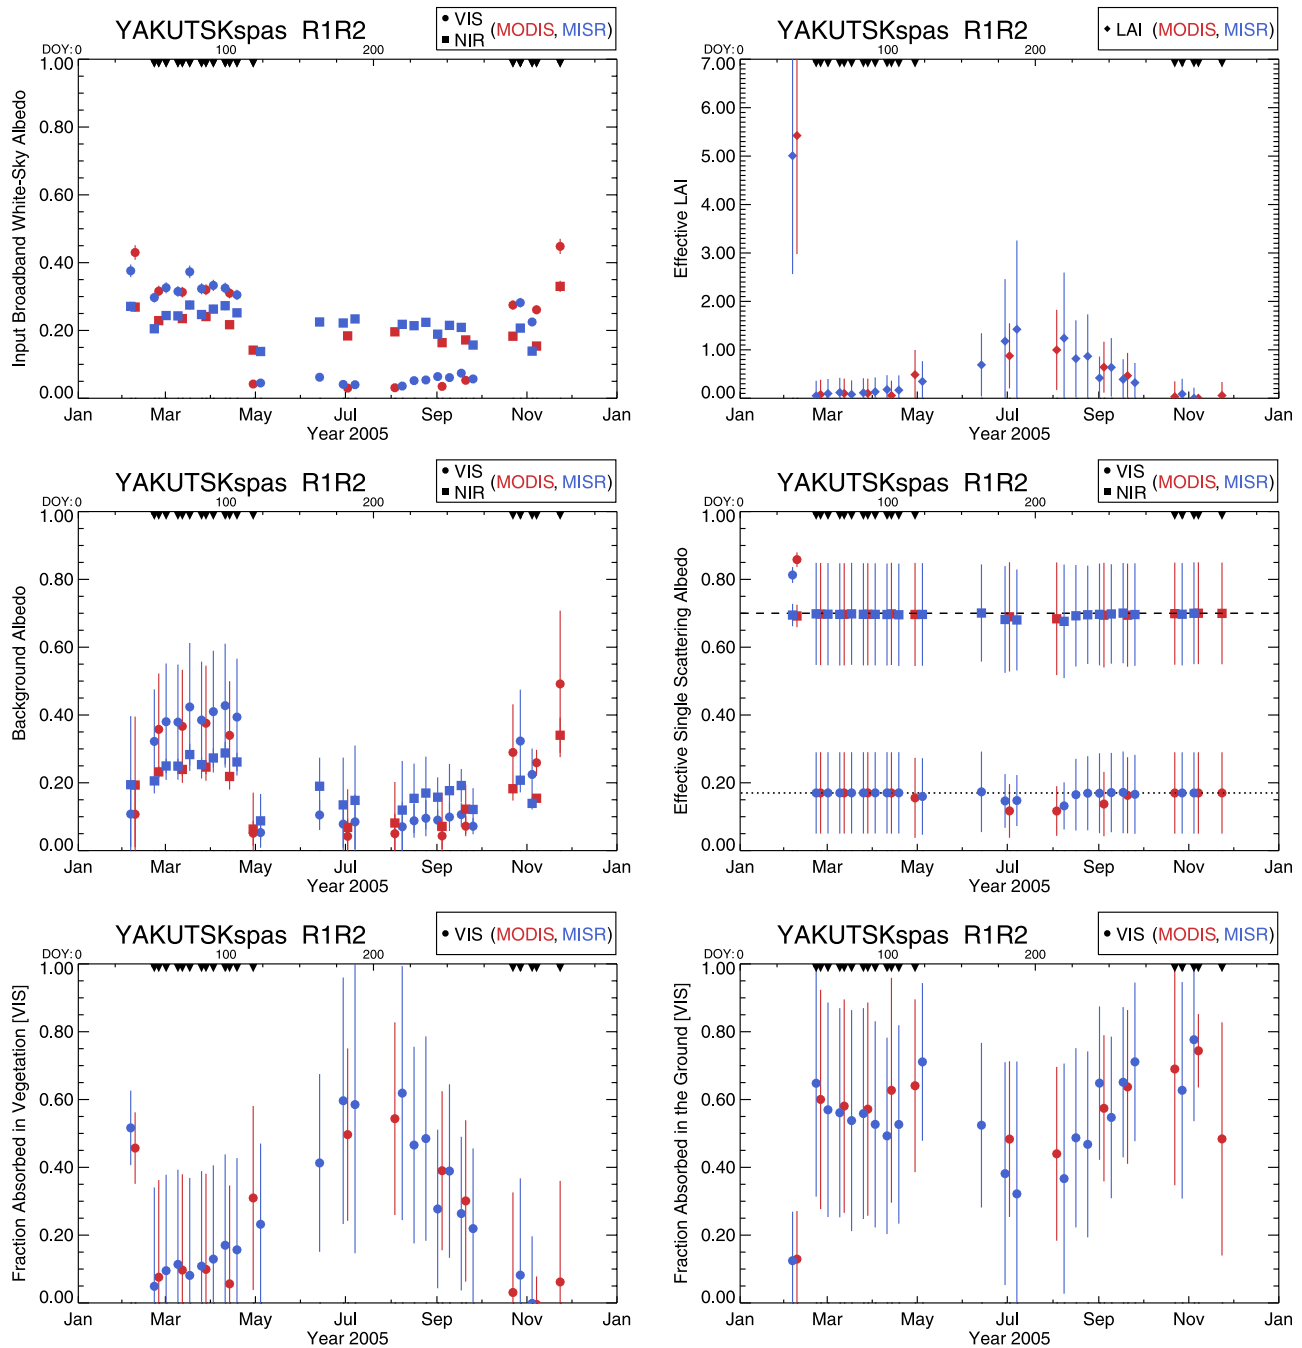 YAKUTSKspas R1R2
VIS (MODIS, MISR)
NIR
DOY: 0 100 200
1.00
0.80
0.60
0.40
0.20
0.00
Input Broadband White-Sky Albedo
Jan Mar May Jul Sep Nov Jan
Year 2005
YAKUTSKspas R1R2
LAI (MODIS, MISR)
DOY: 0 100 200
7.00
6.00
5.00
4.00
3.00
2.00
1.00
0.00
Effective LAI
Jan Mar May Jul Sep Nov Jan
Year 2005
YAKUTSKspas R1R2
VIS (MODIS, MISR)
NIR
DOY: 0 100 200
1.00
0.80
0.60
0.40
0.20
0.00
Background Albedo
Jan Mar May Jul Sep Nov Jan
Year 2005
YAKUTSKspas R1R2
VIS (MODIS, MISR)
NIR
DOY: 0 100 200
1.00
0.80
0.60
0.40
0.20
0.00
Effective Single Scattering Albedo
Jan Mar May Jul Sep Nov Jan
Year 2005
YAKUTSKspas R1R2
VIS (MODIS, MISR)
DOY: 0 100 200
1.00
0.80
0.60
0.40
0.20
0.00
Fraction Absorbed in Vegetation [VIS]
Jan Mar May Jul Sep Nov Jan
Year 2005
YAKUTSKspas R1R2
VIS (MODIS, MISR)
DOY: 0 100 200
1.00
0.80
0.60
0.40
0.20
0.00
Fraction Absorbed in the Ground [VIS]
Jan Mar May Jul Sep Nov Jan
Year 2005